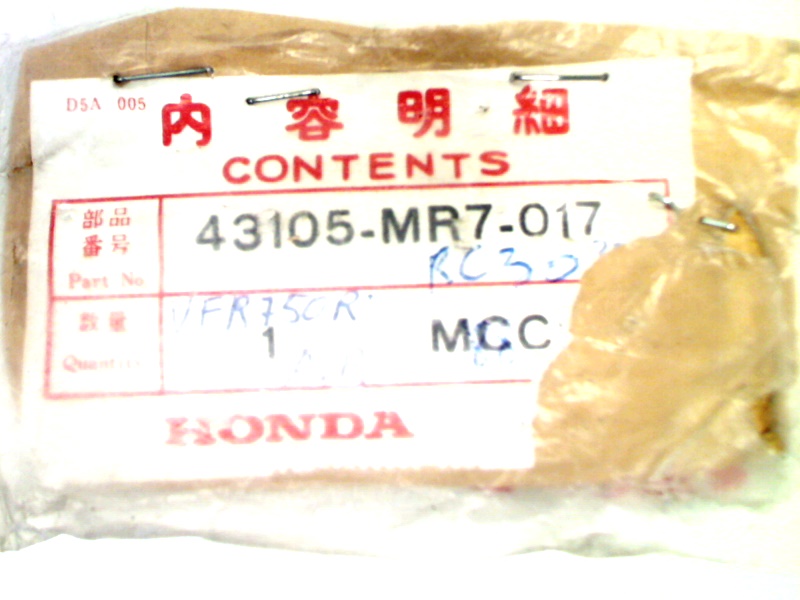 D5A 005
内容明細
CONTENTS
部品
番号
Part No
43105-MR7-017
RC30
数量
Quantity
VFR750R
1 MCC
HONDA